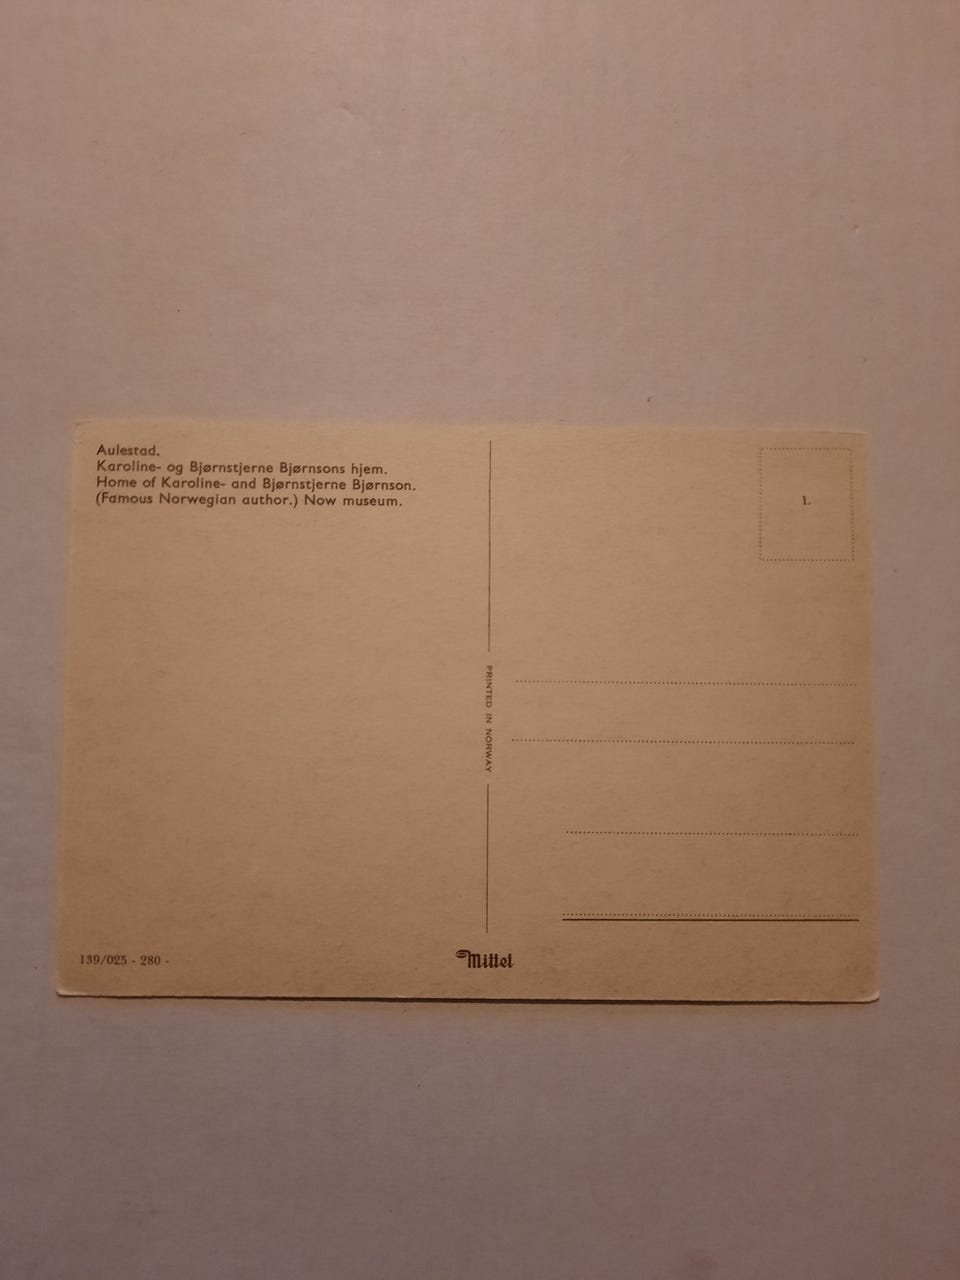 Aulestad.
Karoline- og Bjørnstjerne Bjørnsons hjem.
Home of Karoline- and Bjørnstjerne Bjørnson.
(Famous Norwegian author.) Now museum.
1.
PRINTED IN NORWAY
139/025 - 280 -
Mittet